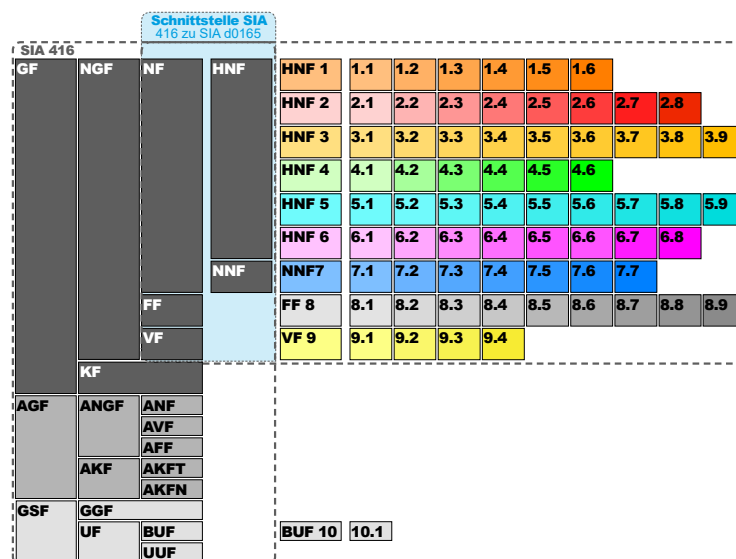 Schnittstelle SIA
416 zu SIA d0165
SIA 416
GF NGF NF HNF HNF 1 1.1 1.2 1.3 1.4 1.5 1.6
HNF 2 2.1 2.2 2.3 2.4 2.5 2.6 2.7 2.8
HNF 3 3.1 3.2 3.3 3.4 3.5 3.6 3.7 3.8 3.9
HNF 4 4.1 4.2 4.3 4.4 4.5 4.6
HNF 5 5.1 5.2 5.3 5.4 5.5 5.6 5.7 5.8 5.9
HNF 6 6.1 6.2 6.3 6.4 6.5 6.6 6.7 6.8
NNF NNF7 7.1 7.2 7.3 7.4 7.5 7.6 7.7
FF FF 8 8.1 8.2 8.3 8.4 8.5 8.6 8.7 8.8 8.9
VF VF 9 9.1 9.2 9.3 9.4
KF
AGF ANGF ANF
AVF
AFF
AKF AKFT
AKFN
GSF GGF
UF BUF BUF 10 10.1
UUF